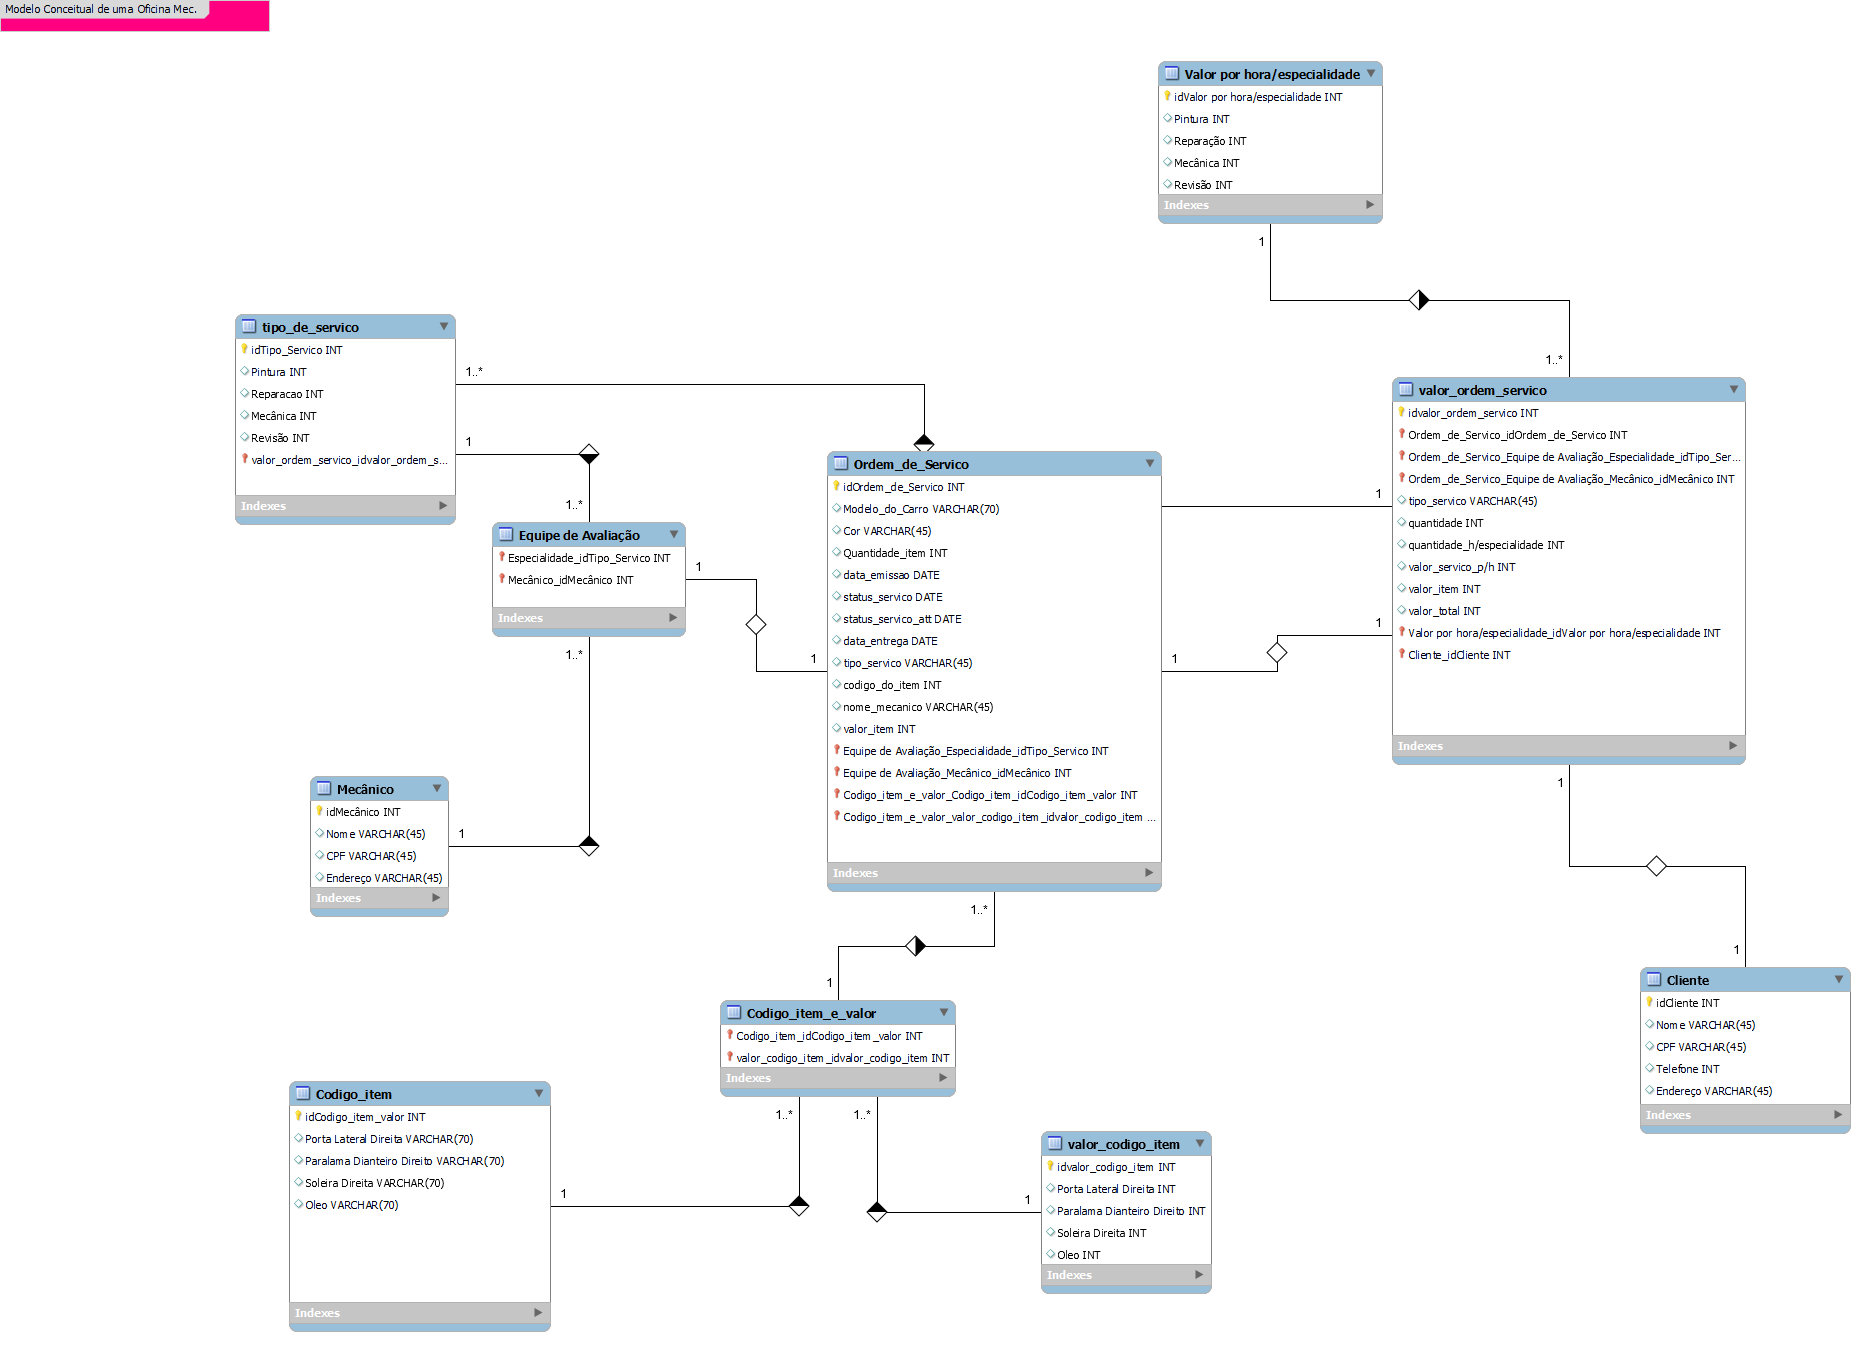 Modelo Conceitual de uma Oficina Mec.
Valor por hora/especialidade
idValor por hora/especialidade INT
Pintura INT
Reparação INT
Mecânica INT
Revisão INT
Indexes
1
1..*
tipo_de_servico
idTipo_Servico INT
Pintura INT
Reparacao INT
Mecânica INT
Revisão INT
valor_ordem_servico_idvalor_ordem_s...
Indexes
1..*
1
1..*
Equipe de Avaliação
Especialidade_idTipo_Servico INT
Mecânico_idMecânico INT
Indexes
1
1..*
1
Mecânico
idMecânico INT
Nome VARCHAR(45)
CPF VARCHAR(45)
Endereço VARCHAR(45)
Indexes
1
Ordem_de_Servico
idOrdem_de_Servico INT
Modelo_do_Carro VARCHAR(70)
Cor VARCHAR(45)
Quantidade_item INT
data_emissao DATE
status_servico DATE
status_servico_att DATE
data_entrega DATE
tipo_servico VARCHAR(45)
codigo_do_item INT
nome_mecanico VARCHAR(45)
valor_item INT
Equipe de Avaliação_Especialidade_idTipo_Servico INT
Equipe de Avaliação_Mecânico_idMecânico INT
Codigo_item_e_valor_Codigo_item_idCodigo_item_valor INT
Codigo_item_e_valor_valor_codigo_item_idvalor_codigo_item ...
Indexes
1
1
1
1..*
1
valor_ordem_servico
idvalor_ordem_servico INT
Ordem_de_Servico_idOrdem_de_Servico INT
Ordem_de_Servico_Equipe de Avaliação_Especialidade_idTipo_Ser...
Ordem_de_Servico_Equipe de Avaliação_Mecânico_idMecânico INT
tipo_servico VARCHAR(45)
quantidade INT
quantidade_h/especialidade INT
valor_servico_p/h INT
valor_item INT
valor_total INT
Valor por hora/especialidade_idValor por hora/especialidade INT
Cliente_idCliente INT
Indexes
1
1
Cliente
idCliente INT
Nome VARCHAR(45)
CPF VARCHAR(45)
Telefone INT
Endereço VARCHAR(45)
Indexes
Codigo_item_e_valor
Codigo_item_idCodigo_item_valor INT
valor_codigo_item_idvalor_codigo_item INT
Indexes
1..*
1..*
Codigo_item
idCodigo_item_valor INT
Porta Lateral Direita VARCHAR(70)
Paralama Dianteiro Direito VARCHAR(70)
Soleira Direita VARCHAR(70)
Oleo VARCHAR(70)
Indexes
1
1
valor_codigo_item
idvalor_codigo_item INT
Porta Lateral Direita INT
Paralama Dianteiro Direito INT
Soleira Direita INT
Oleo INT
Indexes